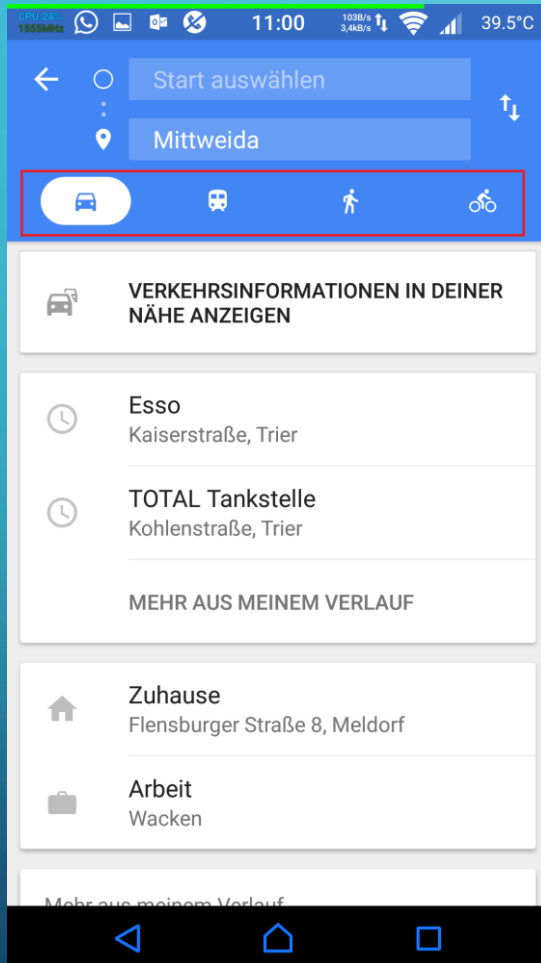 CPU:28%
1555MHz
11:00
103B/s
3,4kB/s
39.5°C
Start auswählen
Mittweida
VERKEHRSINFORMATIONEN IN DEINER
NÄHE ANZEIGEN
Esso
Kaiserstraße, Trier
TOTAL Tankstelle
Kohlenstraße, Trier
MEHR AUS MEINEM VERLAUF
Zuhause
Flensburger Straße 8, Meldorf
Arbeit
Wacken
Mehr aus meinem Verlauf